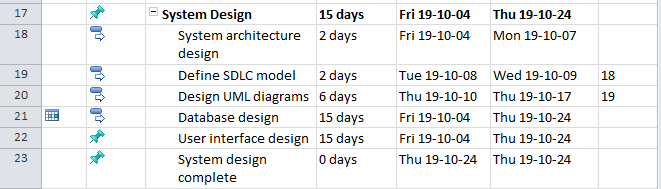 17 System Design 15 days Fri 19-10-04 Thu 19-10-24
18 System architecture 2 days Fri 19-10-04 Mon 19-10-07
design
19 Define SDLC model 2 days Tue 19-10-08 Wed 19-10-09 18
20 Design UML diagrams 6 days Thu 19-10-10 Thu 19-10-17 19
21 Database design 15 days Fri 19-10-04 Thu 19-10-24
22 User interface design 15 days Fri 19-10-04 Thu 19-10-24
23 System design 0 days Thu 19-10-24 Thu 19-10-24
complete